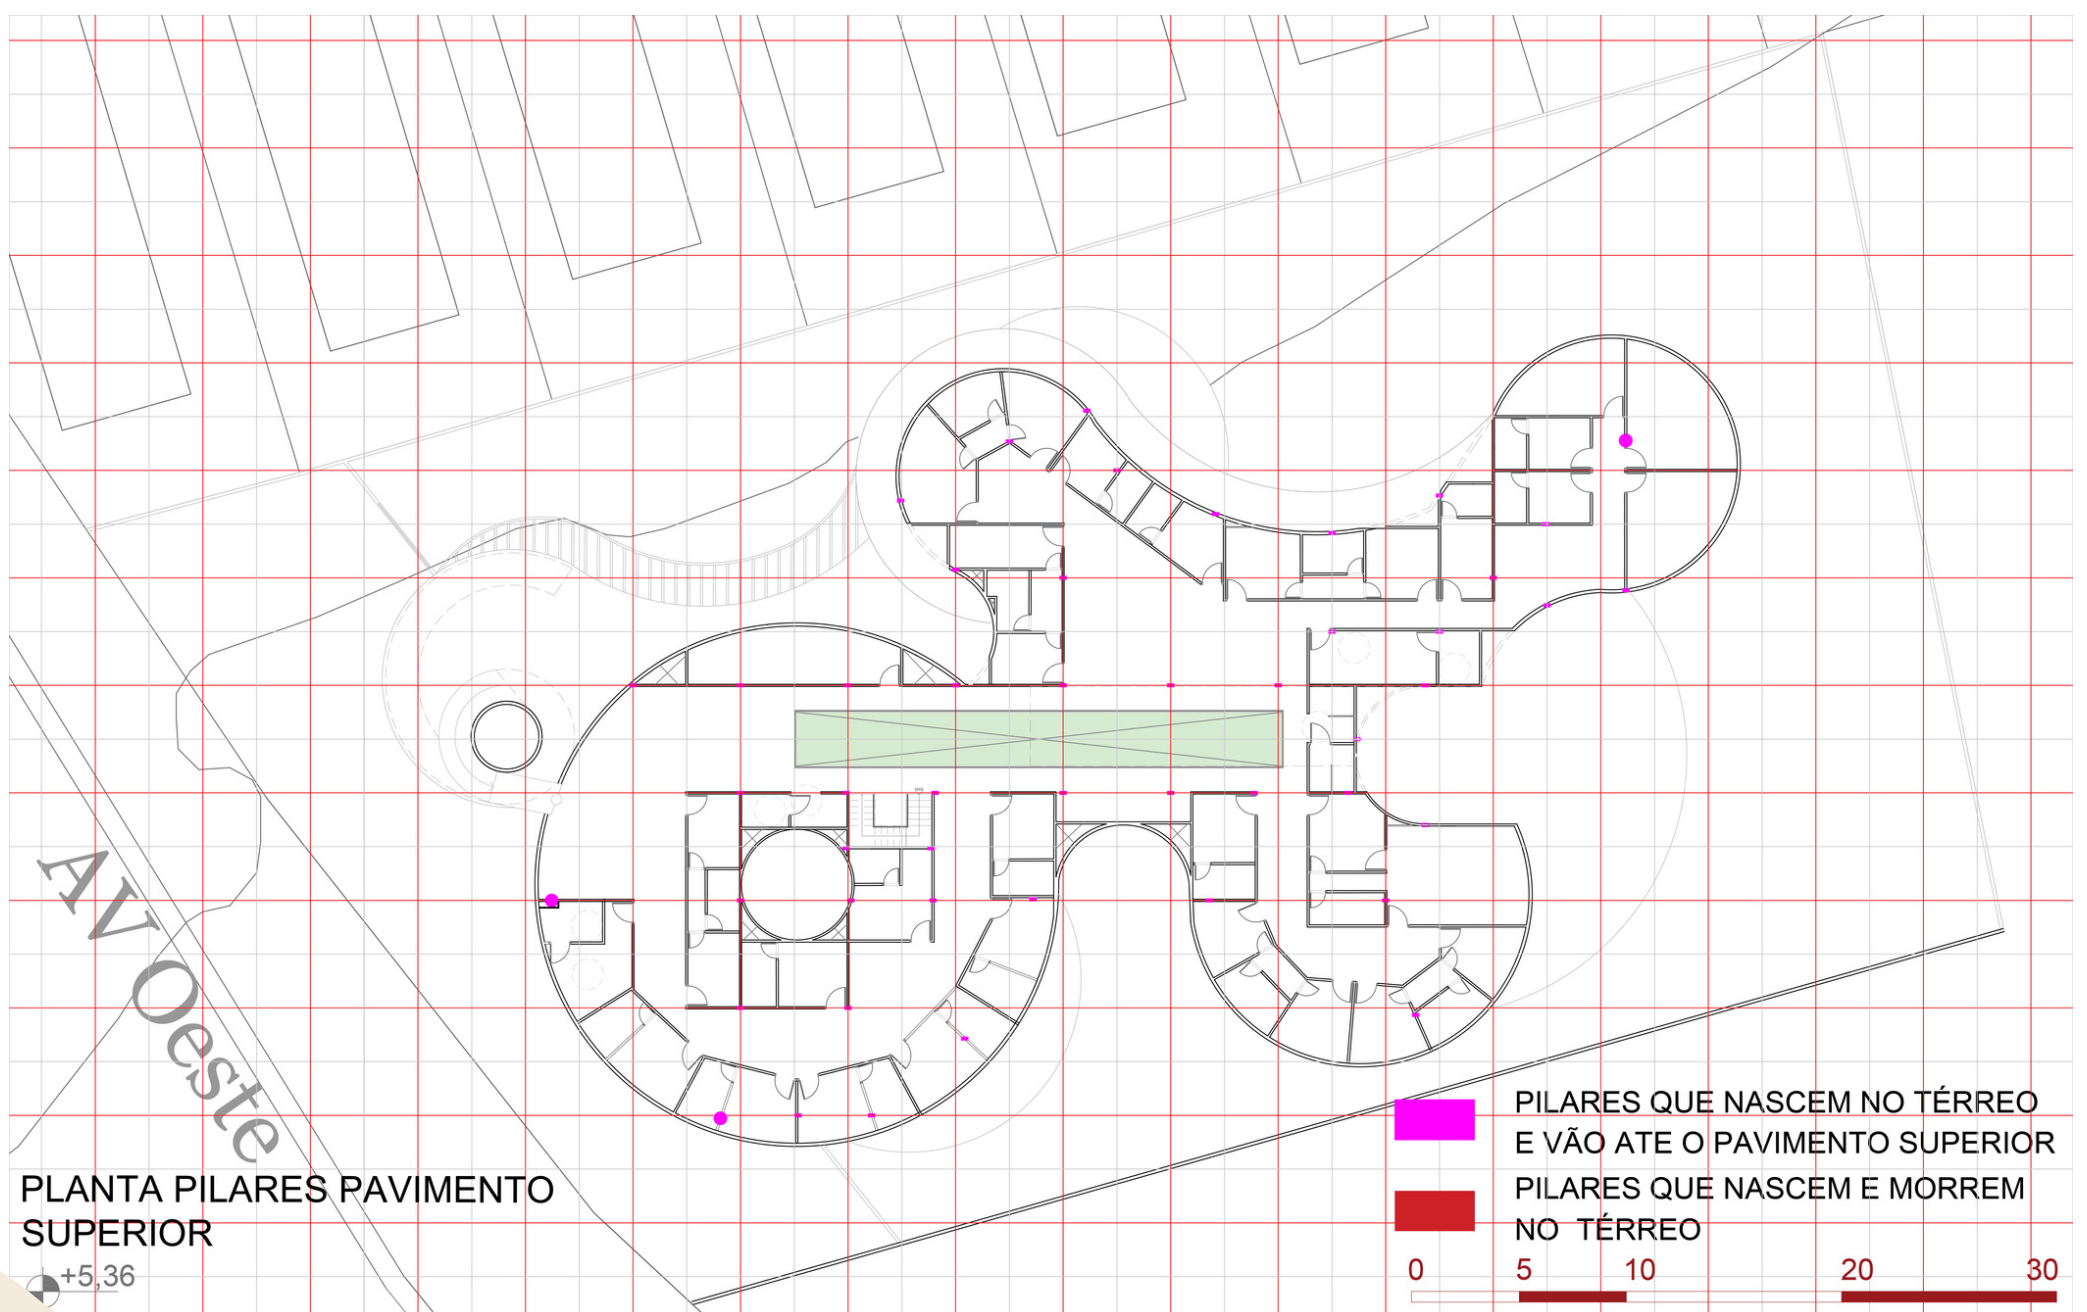 AV Oeste
PILARES QUE NASCEM NO TÉRREO
E VÃO ATE O PAVIMENTO SUPERIOR
PILARES QUE NASCEM E MORREM
NO TÉRREO
PLANTA PILARES PAVIMENTO
SUPERIOR
+5,36
0 5 10 20 30